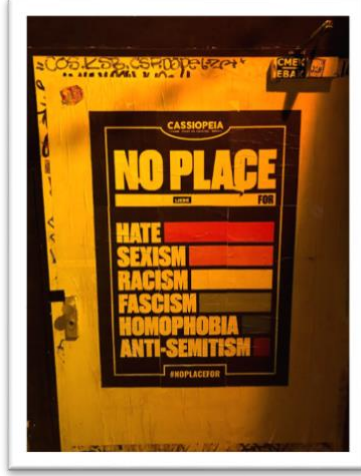 CASSIOPEIA
NO PLACE
FOR
HATE
SEXISM
RACISM
FASCISM
HOMOPHOBIA
ANTI-SEMITISM
#NOPLACEFOR